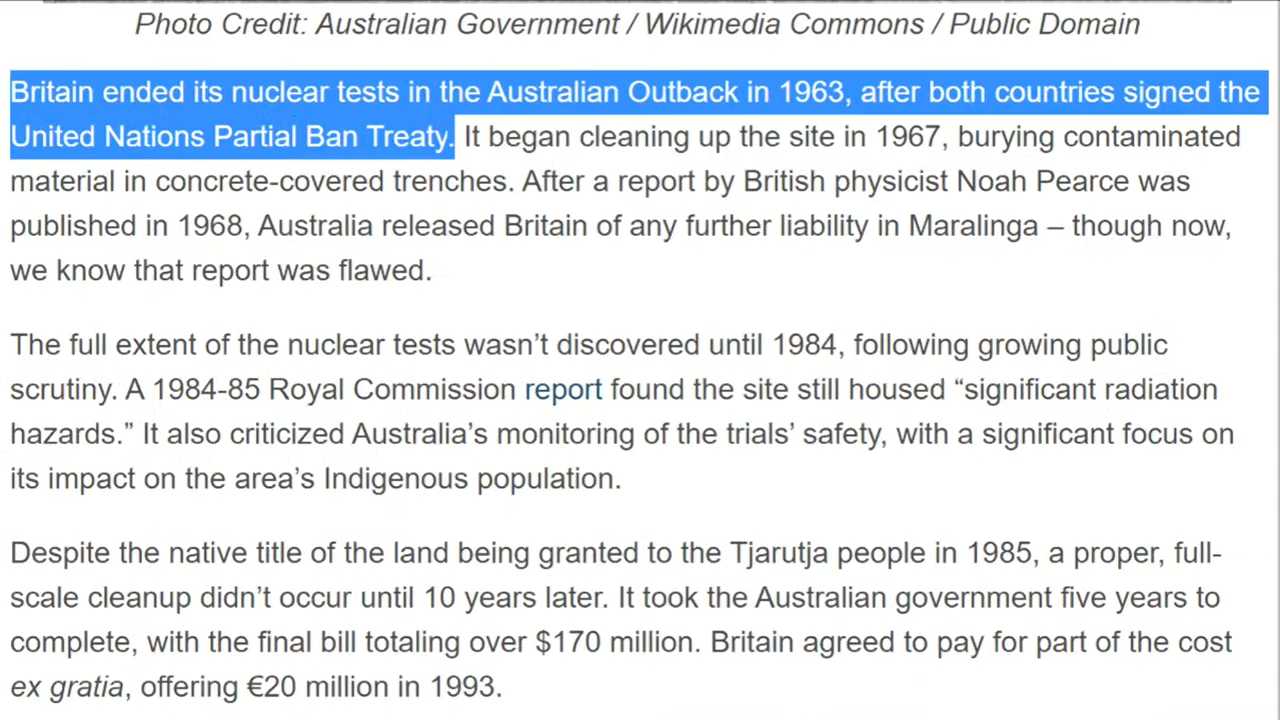 Photo Credit: Australian Government / Wikimedia Commons / Public Domain
Britain ended its nuclear tests in the Australian Outback in 1963, after both countries signed the
United Nations Partial Ban Treaty. It began cleaning up the site in 1967, burying contaminated
material in concrete-covered trenches. After a report by British physicist Noah Pearce was
published in 1968, Australia released Britain of any further liability in Maralinga – though now,
we know that report was flawed.
The full extent of the nuclear tests wasn’t discovered until 1984, following growing public
scrutiny. A 1984-85 Royal Commission report found the site still housed “significant radiation
hazards.” It also criticized Australia’s monitoring of the trials’ safety, with a significant focus on
its impact on the area’s Indigenous population.
Despite the native title of the land being granted to the Tjarutja people in 1985, a proper, full-
scale cleanup didn’t occur until 10 years later. It took the Australian government five years to
complete, with the final bill totaling over $170 million. Britain agreed to pay for part of the cost
ex gratia, offering €20 million in 1993.